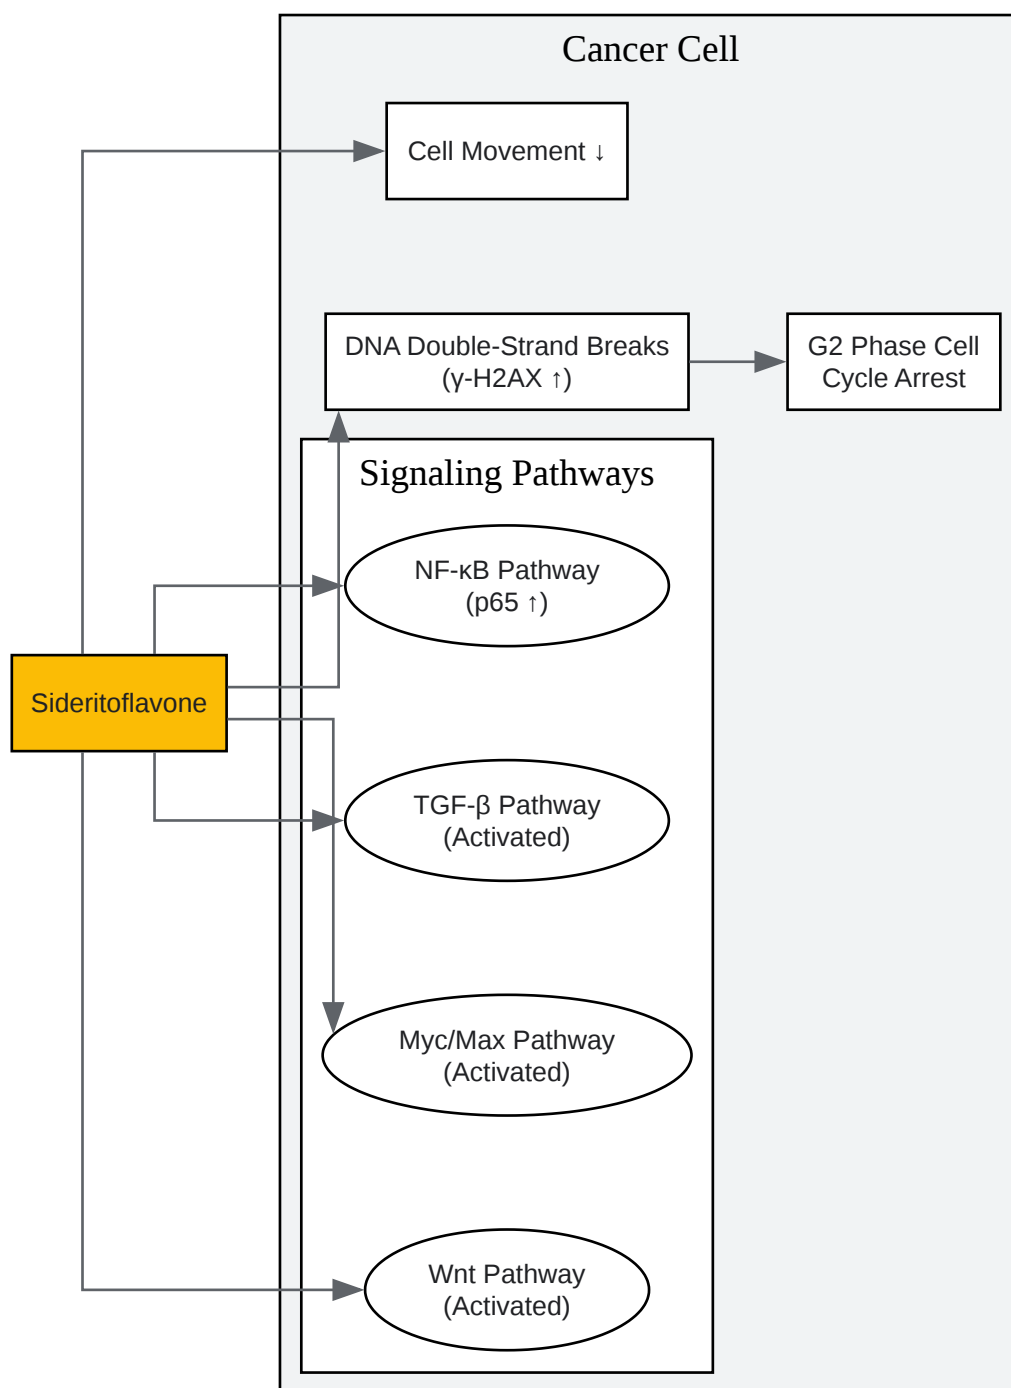 Cancer Cell
Cell Movement ↓
DNA Double-Strand Breaks
(γ-H2AX ↑)
G2 Phase Cell
Cycle Arrest
Signaling Pathways
NF-κB Pathway
(p65 ↑)
Sideritoflavone
TGF-β Pathway
(Activated)
Myc/Max Pathway
(Activated)
Wnt Pathway
(Activated)